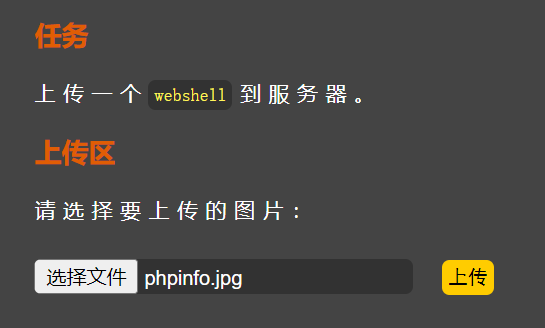 任务
上传一个 webshell 到服务器。
上传区
请选择要上传的图片：
选择文件 phpinfo.jpg 上传